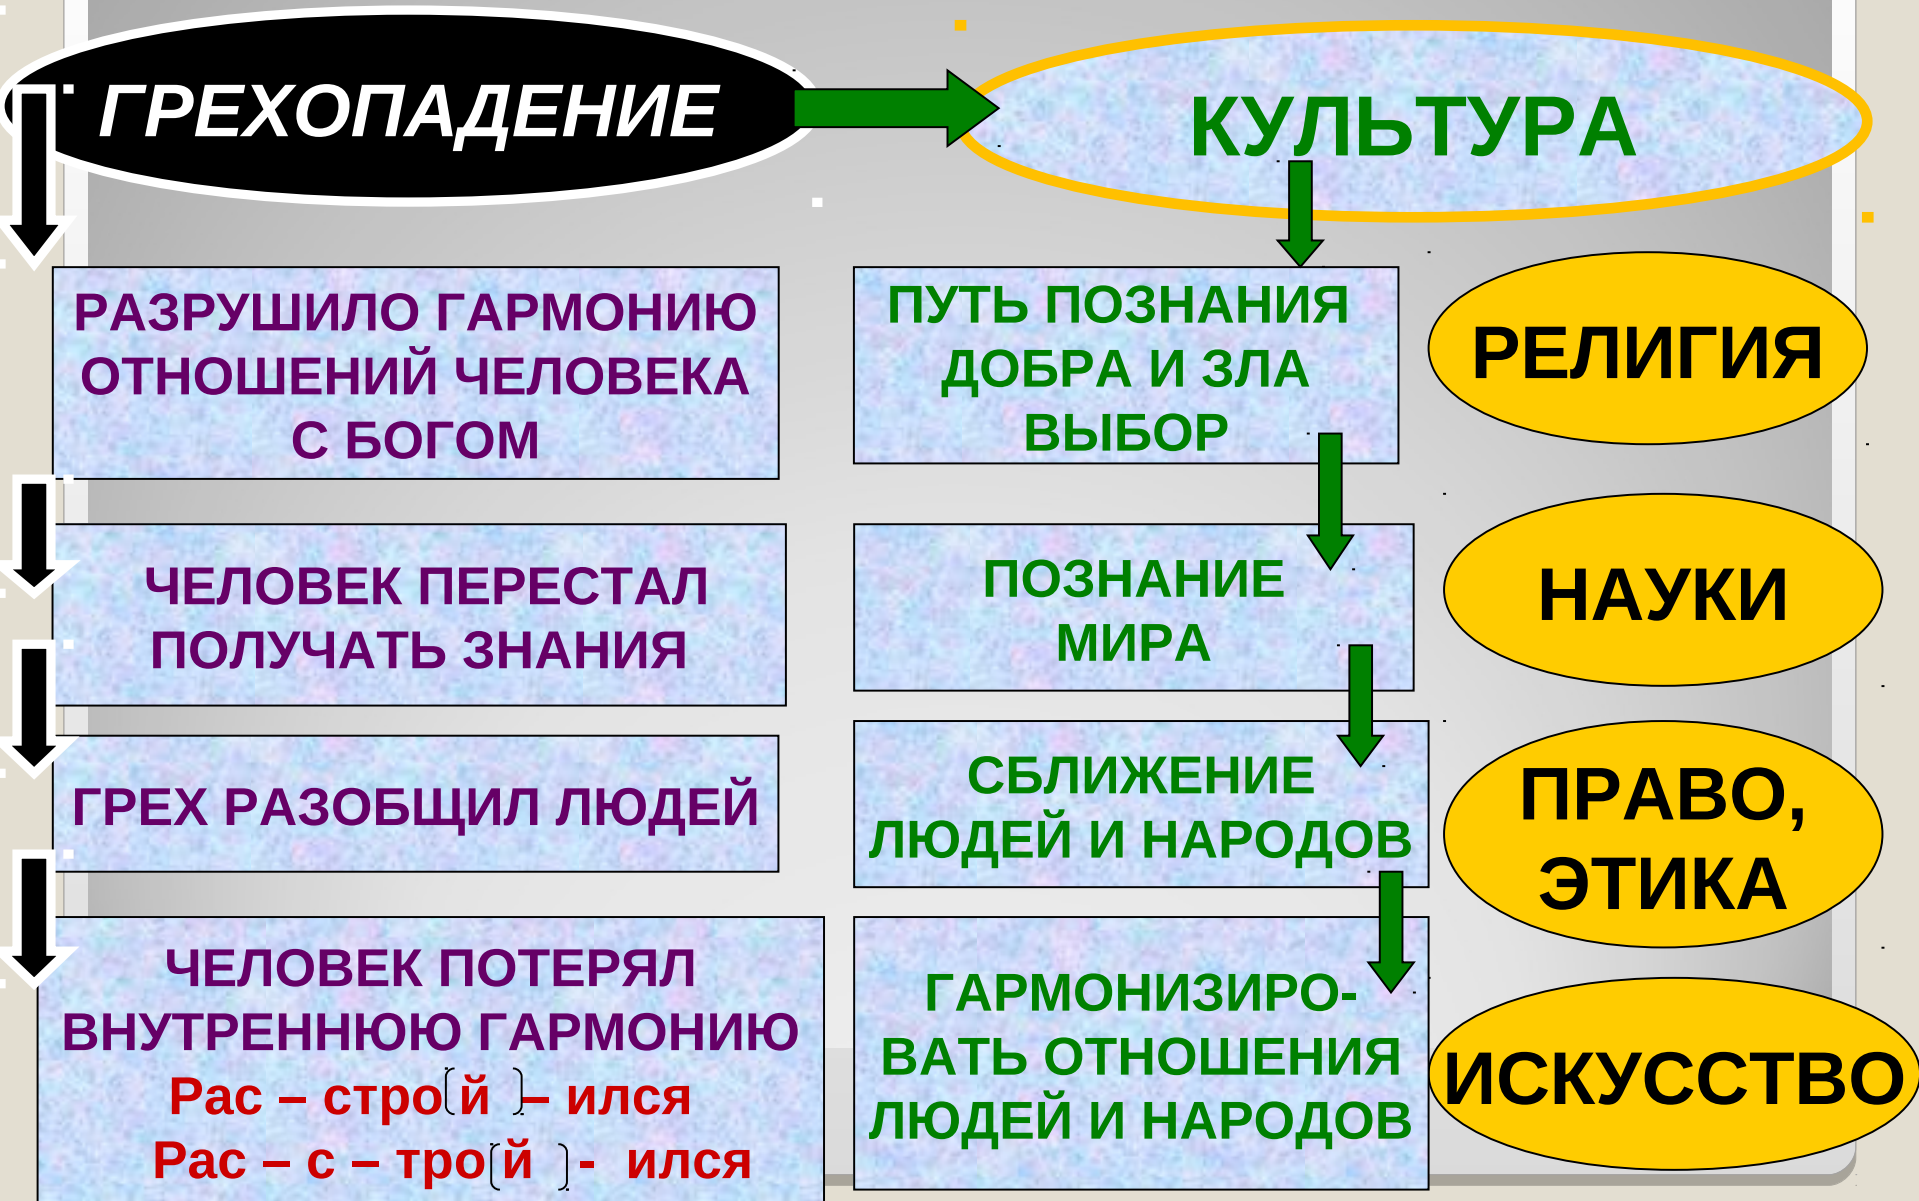 ГРЕХОПАДЕНИЕ
КУЛЬТУРА
РАЗРУШИЛО ГАРМОНИЮ
ОТНОШЕНИЙ ЧЕЛОВЕКА
С БОГОМ
ПУТЬ ПОЗНАНИЯ
ДОБРА И ЗЛА
ВЫБОР
РЕЛИГИЯ
ЧЕЛОВЕК ПЕРЕСТАЛ
ПОЛУЧАТЬ ЗНАНИЯ
ПОЗНАНИЕ
МИРА
НАУКИ
ГРЕХ РАЗОБЩИЛ ЛЮДЕЙ
СБЛИЖЕНИЕ
ЛЮДЕЙ И НАРОДОВ
ПРАВО,
ЭТИКА
ЧЕЛОВЕК ПОТЕРЯЛ
ВНУТРЕННЮЮ ГАРМОНИЮ
Рас – стро(й ) – ился
Рас – с – тро(й ) - ился
ГАРМОНИЗИРО-
ВАТЬ ОТНОШЕНИЯ
ЛЮДЕЙ И НАРОДОВ
ИСКУССТВО